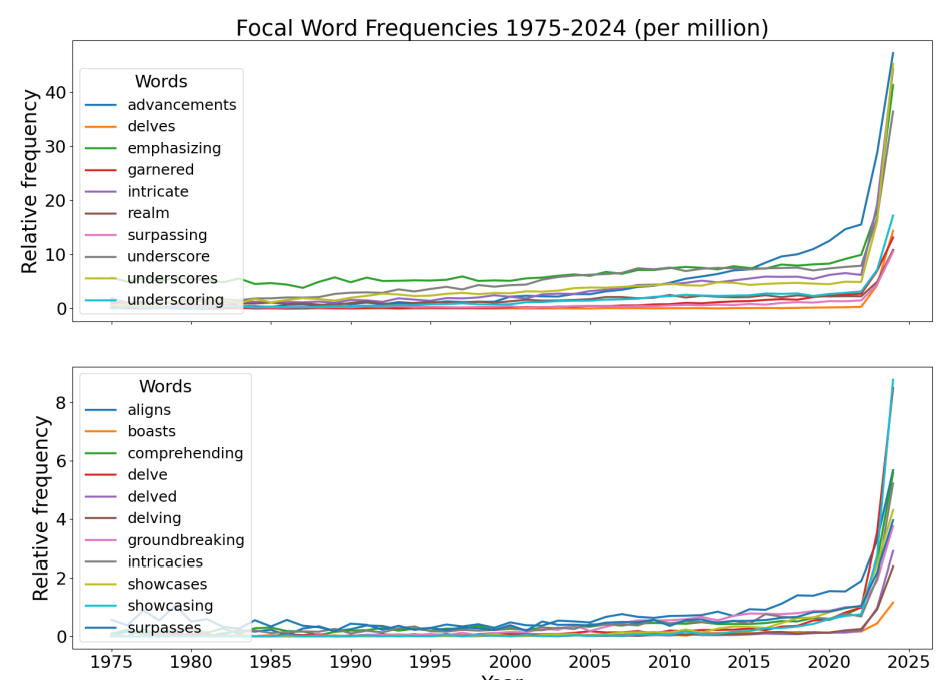 Focal Word Frequencies 1975-2024 (per million)
Relative frequency
40
30
20
10
0
Words
advancements
delves
emphasizing
garnered
intricate
realm
surpassing
underscore
underscores
underscoring
Relative frequency
8
6
4
2
0
Words
aligns
boasts
comprehending
delve
delved
delving
groundbreaking
intricacies
showcases
showcasing
surpasses
1975 1980 1985 1990 1995 2000 2005 2010 2015 2020 2025
Year